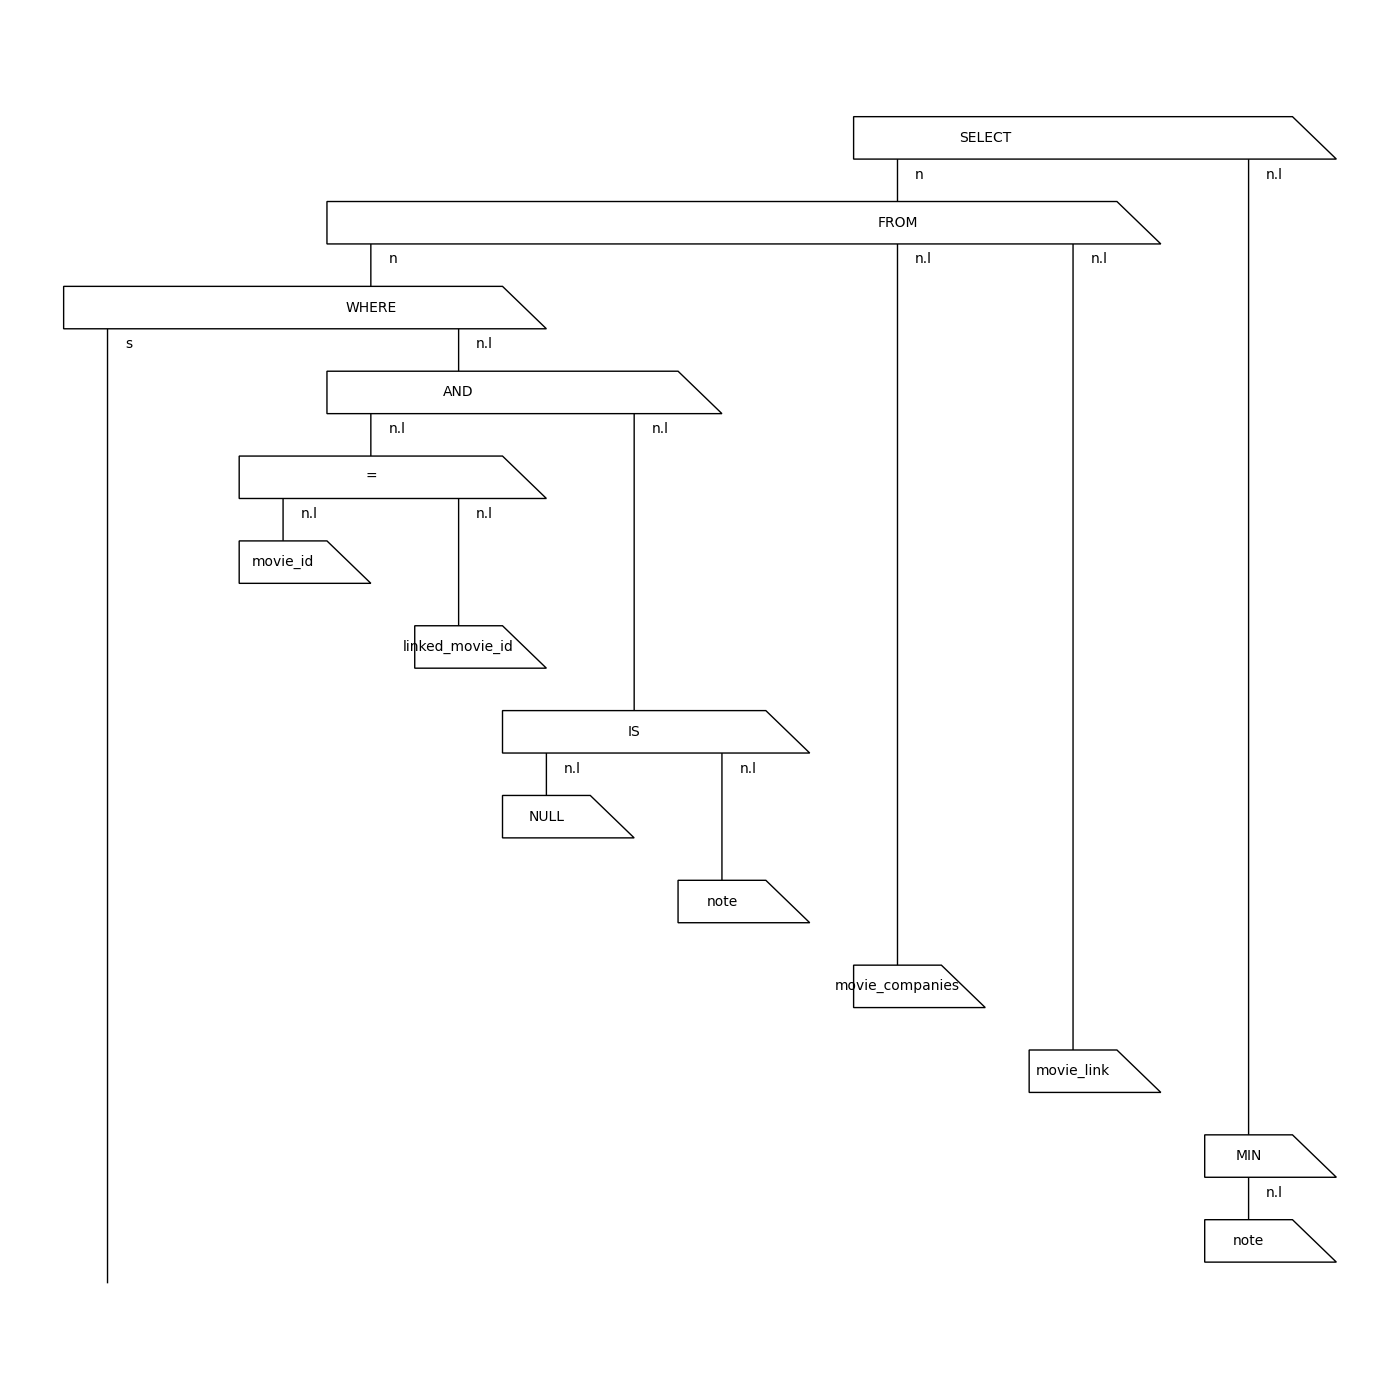 SELECT
n n.l
FROM
n n.l n.l
WHERE
s n.l
AND
n.l n.l
=
n.l n.l
movie_id
linked_movie_id
IS
n.l n.l
NULL
note
movie_companies
movie_link
MIN
n.l
note